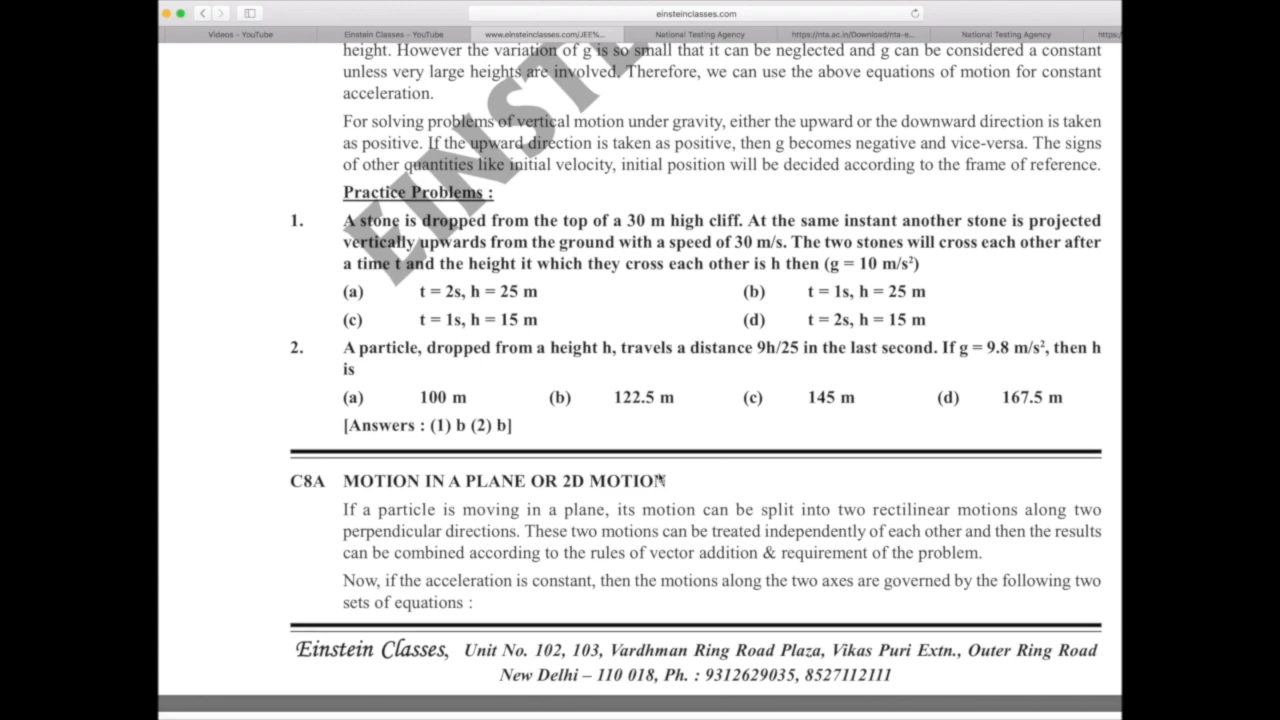 einsteinclasses.com
Videos - YouTube Einstein Classes - YouTube www.einsteinclasses.com/JEE%... National Testing Agency https://nta.ac.in/Download/nta-e... National Testing Agency https:/
height. However the variation of g is so small that it can be neglected and g can be considered a constant
unless very large heights are involved. Therefore, we can use the above equations of motion for constant
acceleration.
For solving problems of vertical motion under gravity, either the upward or the downward direction is taken
as positive. If the upward direction is taken as positive, then g becomes negative and vice-versa. The signs
of other quantities like initial velocity, initial position will be decided according to the frame of reference.
Practice Problems :
1. A stone is dropped from the top of a 30 m high cliff. At the same instant another stone is projected
vertically upwards from the ground with a speed of 30 m/s. The two stones will cross each other after
a time t and the height it which they cross each other is h then (g = 10 m/s²)
(a) t = 2s, h = 25 m (b) t = 1s, h = 25 m
(c) t = 1s, h = 15 m (d) t = 2s, h = 15 m
2. A particle, dropped from a height h, travels a distance 9h/25 in the last second. If g = 9.8 m/s², then h
is
(a) 100 m (b) 122.5 m (c) 145 m (d) 167.5 m
[Answers : (1) b (2) b]
C8A MOTION IN A PLANE OR 2D MOTION
If a particle is moving in a plane, its motion can be split into two rectilinear motions along two
perpendicular directions. These two motions can be treated independently of each other and then the results
can be combined according to the rules of vector addition & requirement of the problem.
Now, if the acceleration is constant, then the motions along the two axes are governed by the following two
sets of equations :
Einstein Classes, Unit No. 102, 103, Vardhman Ring Road Plaza, Vikas Puri Extn., Outer Ring Road
New Delhi – 110 018, Ph. : 9312629035, 8527112111
EINSTE